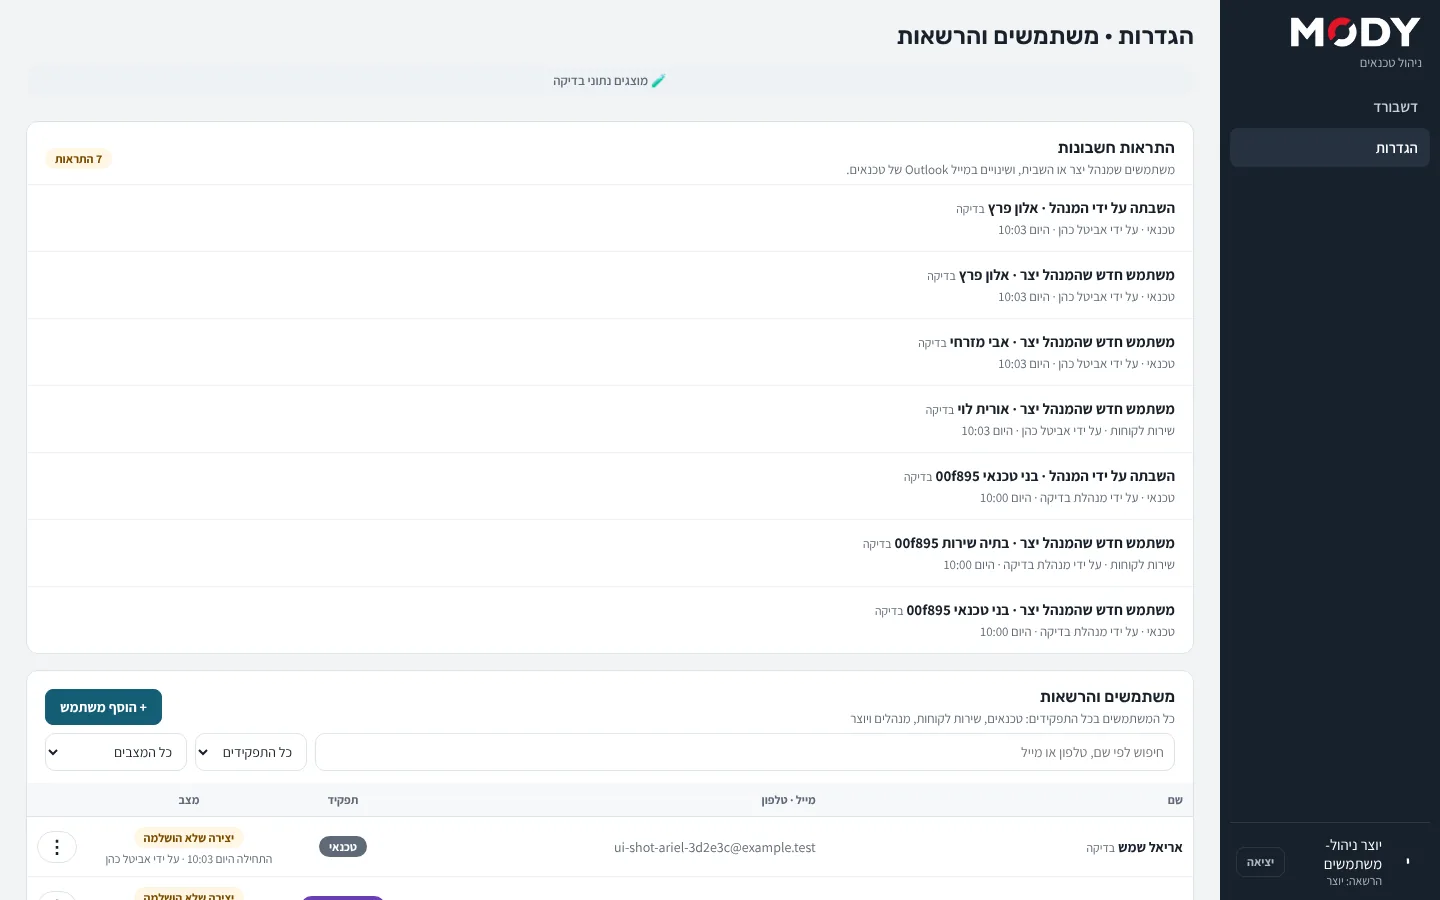 MODY
ניהול טכנאים
דשבורד
הגדרות
יוצר ניהול-
משתמשים
הרשאה: יוצר
יציאה
הגדרות • משתמשים והרשאות
🧪 מוצגים נתוני בדיקה
התראות חשבונות
7 התראות
משתמשים שמנהל יצר או השבית, ושינויים במייל Outlook של טכנאים.
השבתה על ידי המנהל · אלון פרץ בדיקה
טכנאי · על ידי אביטל כהן · היום 10:03
משתמש חדש שהמנהל יצר · אלון פרץ בדיקה
טכנאי · על ידי אביטל כהן · היום 10:03
משתמש חדש שהמנהל יצר · אבי מזרחי בדיקה
טכנאי · על ידי אביטל כהן · היום 10:03
משתמש חדש שהמנהל יצר · אורית לוי בדיקה
שירות לקוחות · על ידי אביטל כהן · היום 10:03
השבתה על ידי המנהל · בני טכנאי 00f895 בדיקה
טכנאי · על ידי מנהלת בדיקה · היום 10:00
משתמש חדש שהמנהל יצר · בתיה שירות 00f895 בדיקה
שירות לקוחות · על ידי מנהלת בדיקה · היום 10:00
משתמש חדש שהמנהל יצר · בני טכנאי 00f895 בדיקה
טכנאי · על ידי מנהלת בדיקה · היום 10:00
משתמשים והרשאות
+ הוסף משתמש
כל המשתמשים בכל התפקידים: טכנאים, שירות לקוחות, מנהלים ויוצר
חיפוש לפי שם, טלפון או מייל
כל התפקידים
כל המצבים
שם
מייל · טלפון
תפקיד
מצב
אריאל שמש בדיקה
ui-shot-ariel-3d2e3c@example.test
טכנאי
יצירה שלא הושלמה
התחילה היום 10:03 · על ידי אביטל כהן
יצירה שלא הושלמה